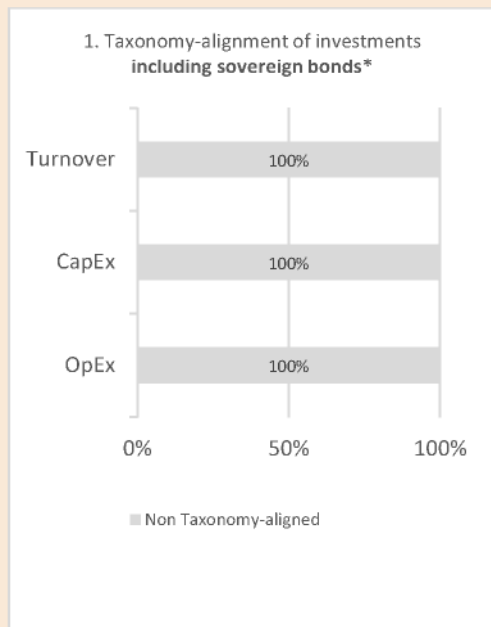 1. Taxonomy-alignment of investments
including sovereign bonds*
Turnover
100%
CapEx
100%
OpEx
100%
0%
50%
100%
Non Taxonomy-aligned